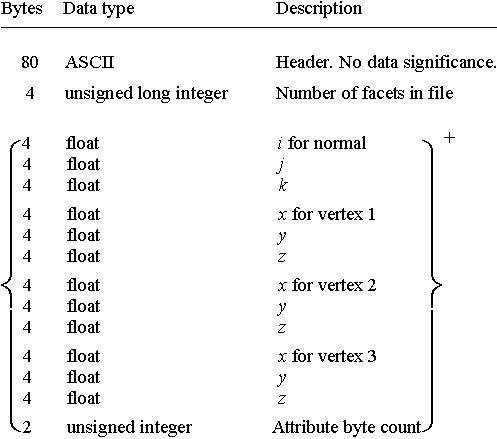 Bytes Data type Description
80 ASCII Header. No data significance.
4 unsigned long integer Number of facets in file
4 float i for normal +
4 float j
4 float k
4 float x for vertex 1
4 float y
4 float z
4 float x for vertex 2
4 float y
4 float z
4 float x for vertex 3
4 float y
4 float z
2 unsigned integer Attribute byte count